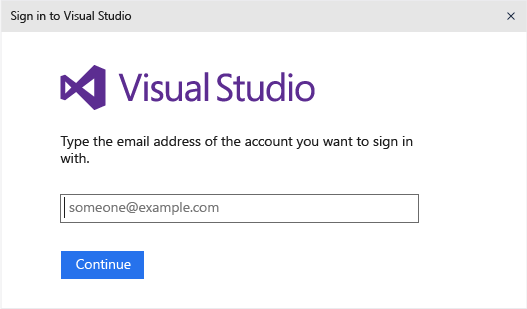 Sign in to Visual Studio
Visual Studio
Type the email address of the account you want to sign in
with.
someone@example.com
Continue